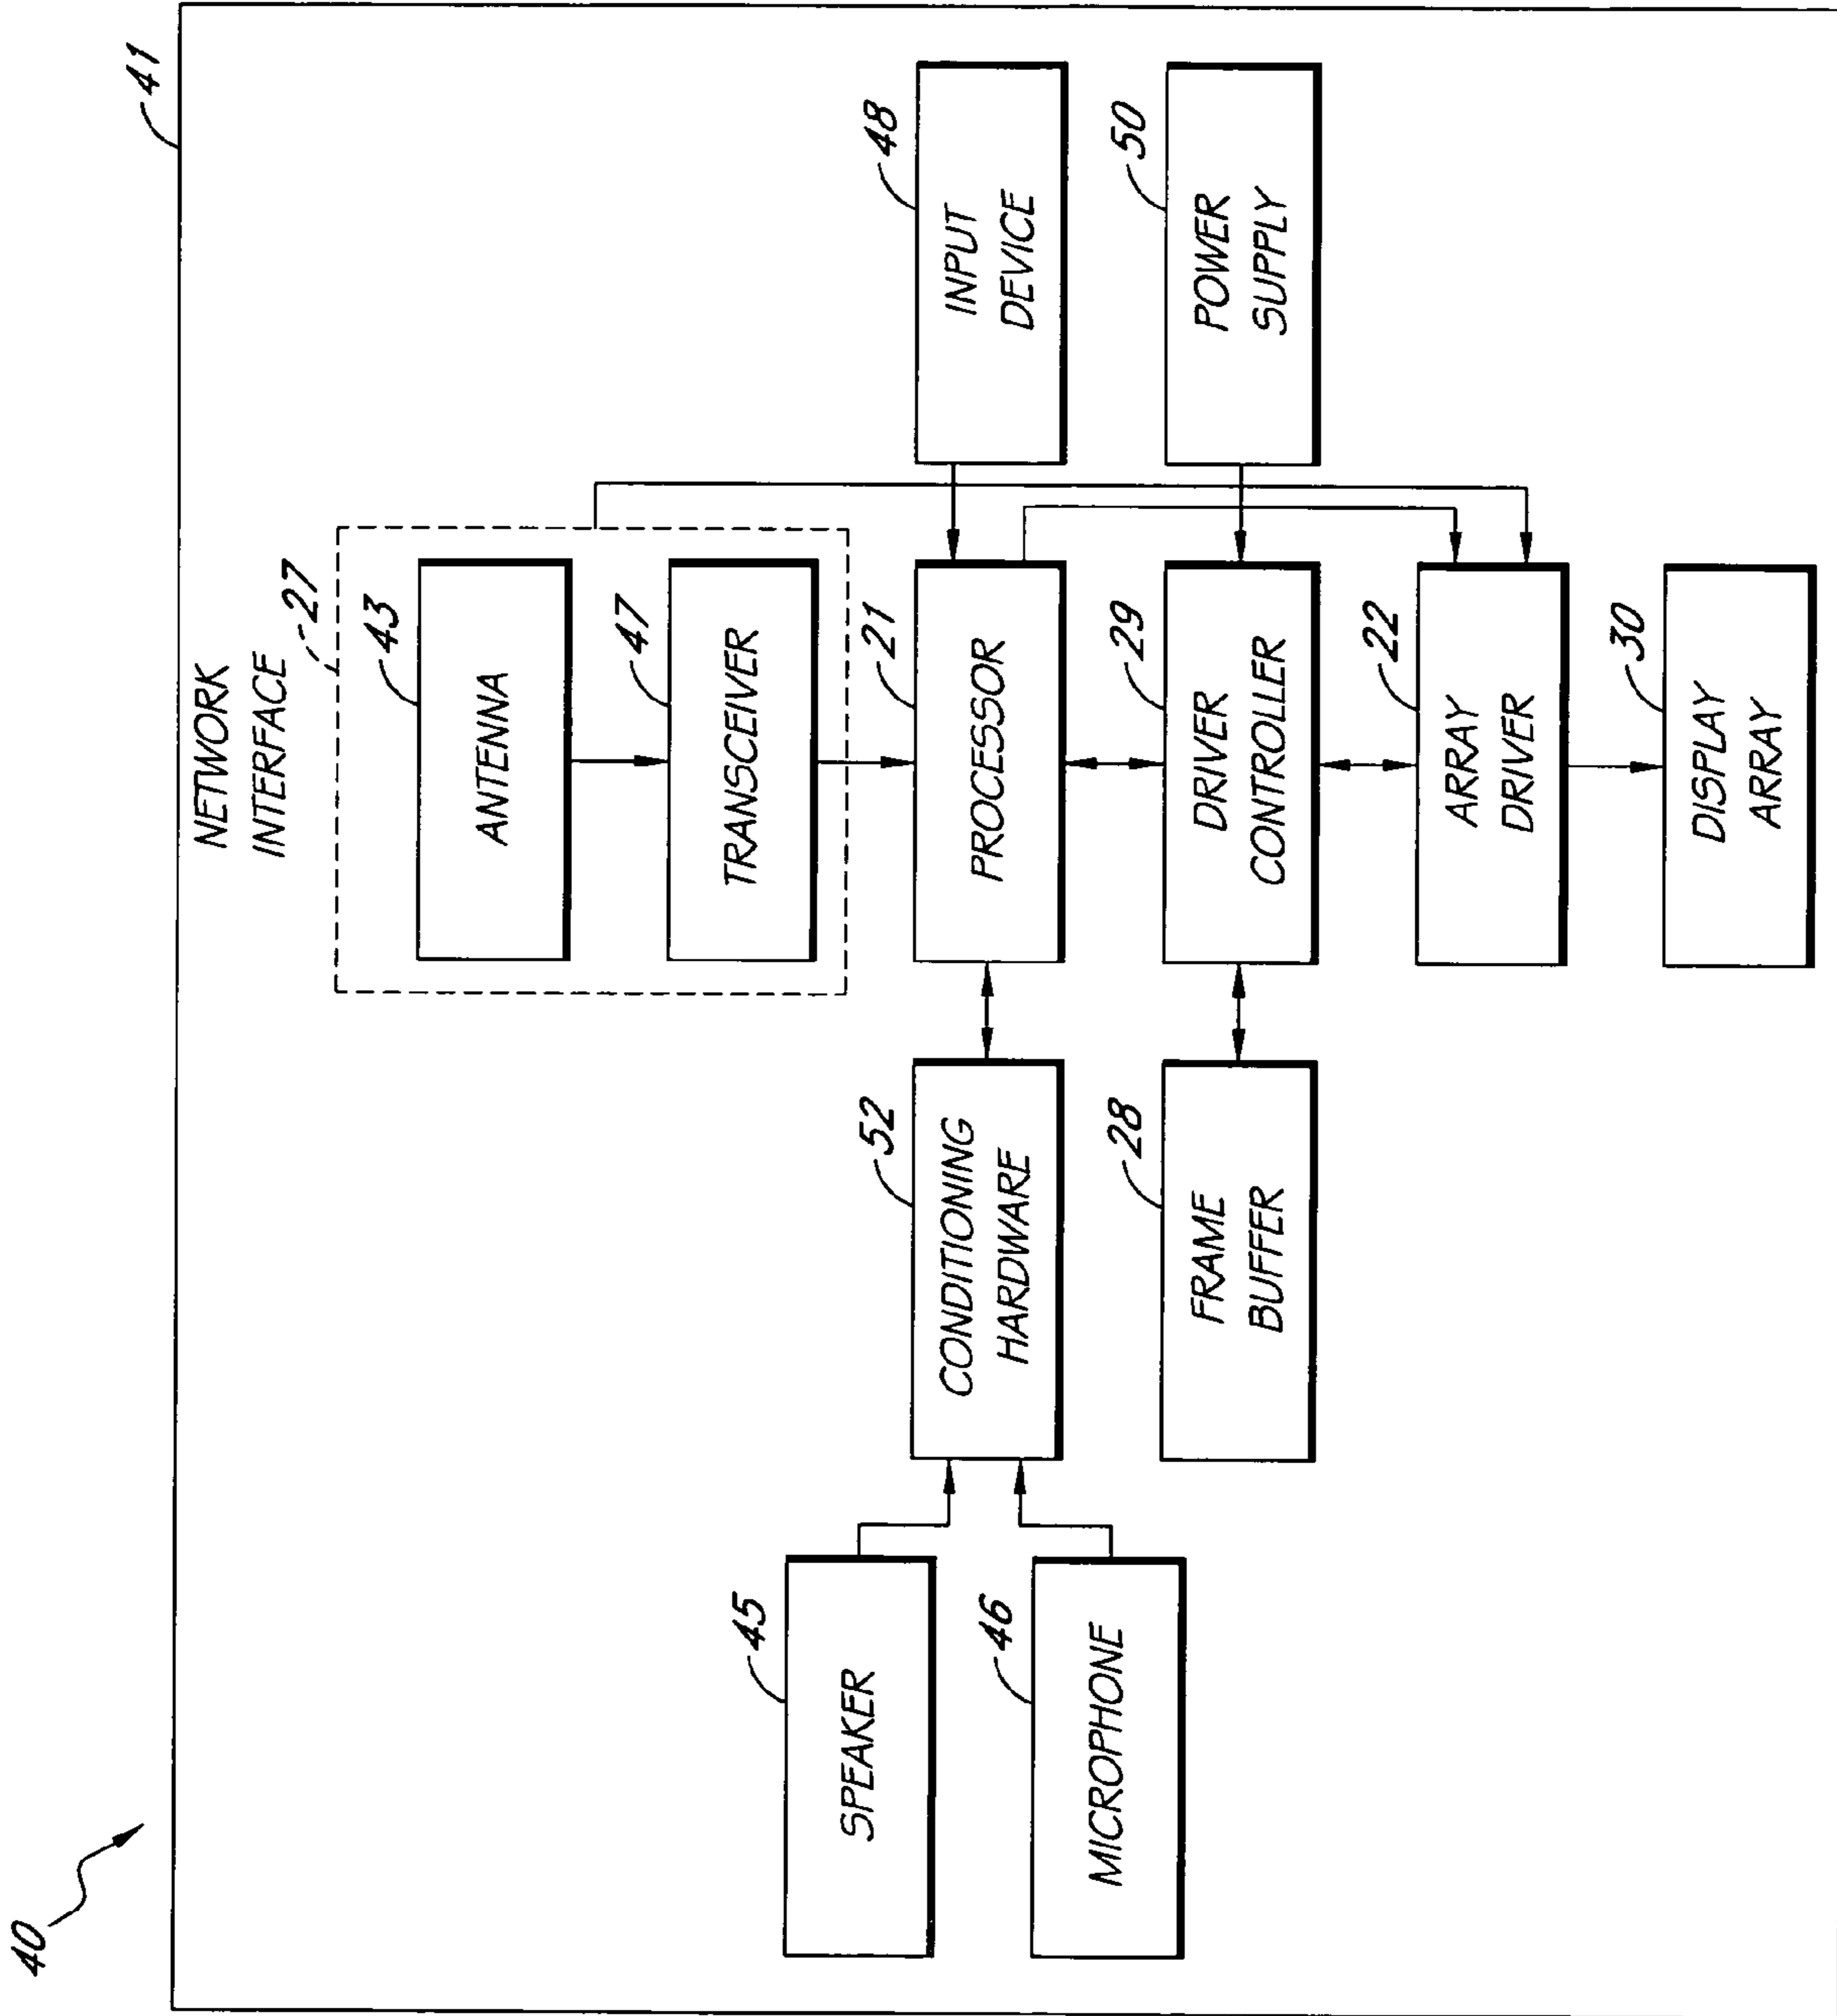 40
41
NETWORK
INTERFACE
27
43
ANTENNA
47
TRANSCEIVER
45
SPEAKER
52
CONDITIONING
HARDWARE
21
PROCESSOR
48
INPUT
DEVICE
46
MICROPHONE
28
FRAME
BUFFER
29
DRIVER
CONTROLLER
50
POWER
SUPPLY
22
ARRAY
DRIVER
30
DISPLAY
ARRAY